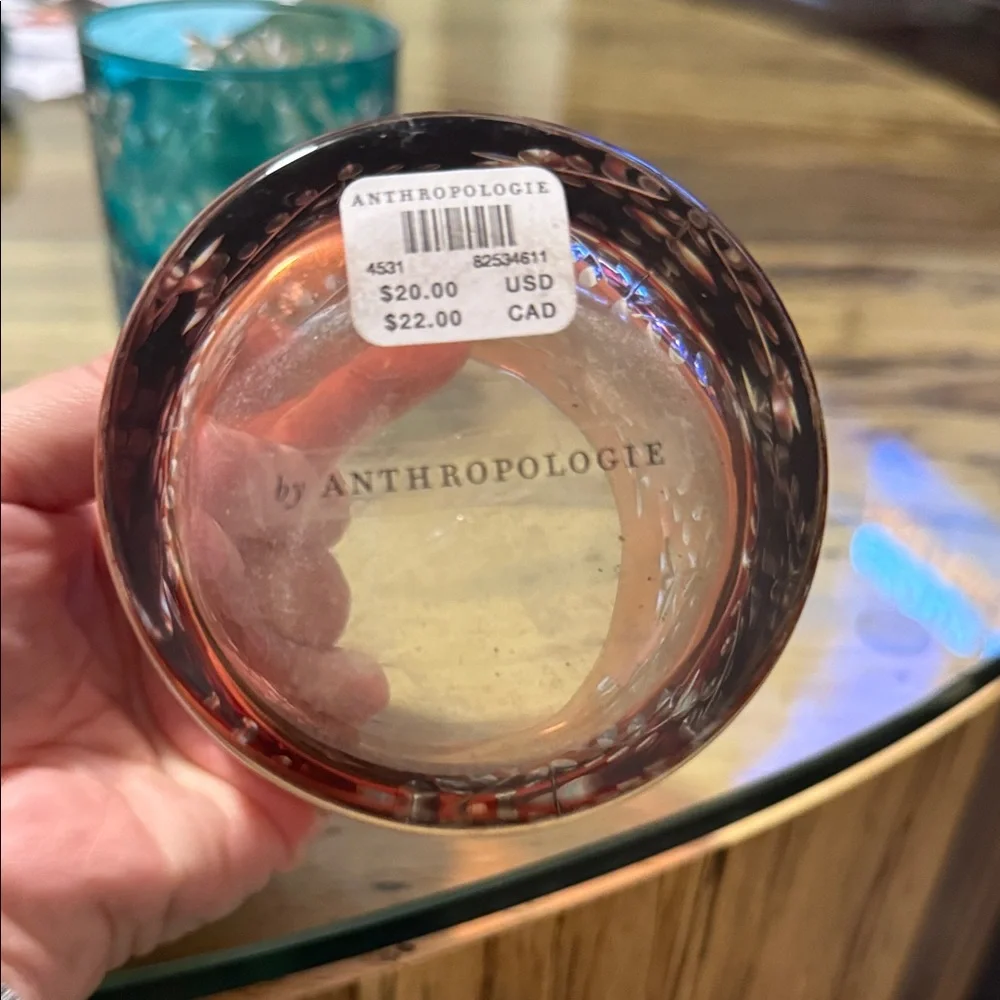 ANTHROPOLOGIE
4531 82534611
$20.00 USD
$22.00 CAD
by ANTHROPOLOGIE